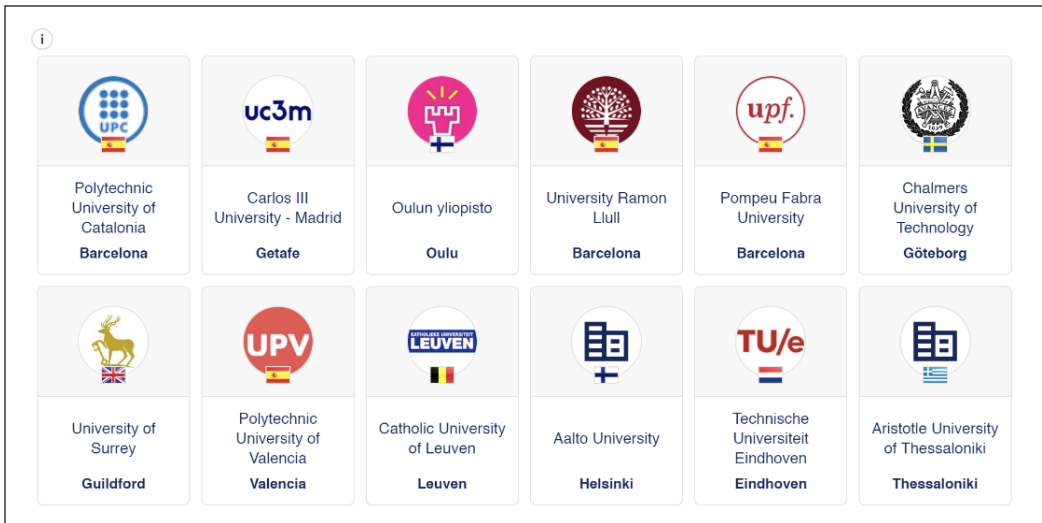 i
UPC
uc3m
upf.
AVANCEZ
1829
Polytechnic
University of
Catalonia
Barcelona
Carlos III
University - Madrid
Getafe
Oulun yliopisto
Oulu
University Ramon
Llull
Barcelona
Pompeu Fabra
University
Barcelona
Chalmers
University of
Technology
Göteborg
UPV
KATHOLIEKE UNIVERSITEIT
LEUVEN
TU/e
University of
Surrey
Guildford
Polytechnic
University of
Valencia
Valencia
Catholic University
of Leuven
Leuven
Aalto University
Helsinki
Technische
Universiteit
Eindhoven
Eindhoven
Aristotle University
of Thessaloniki
Thessaloniki